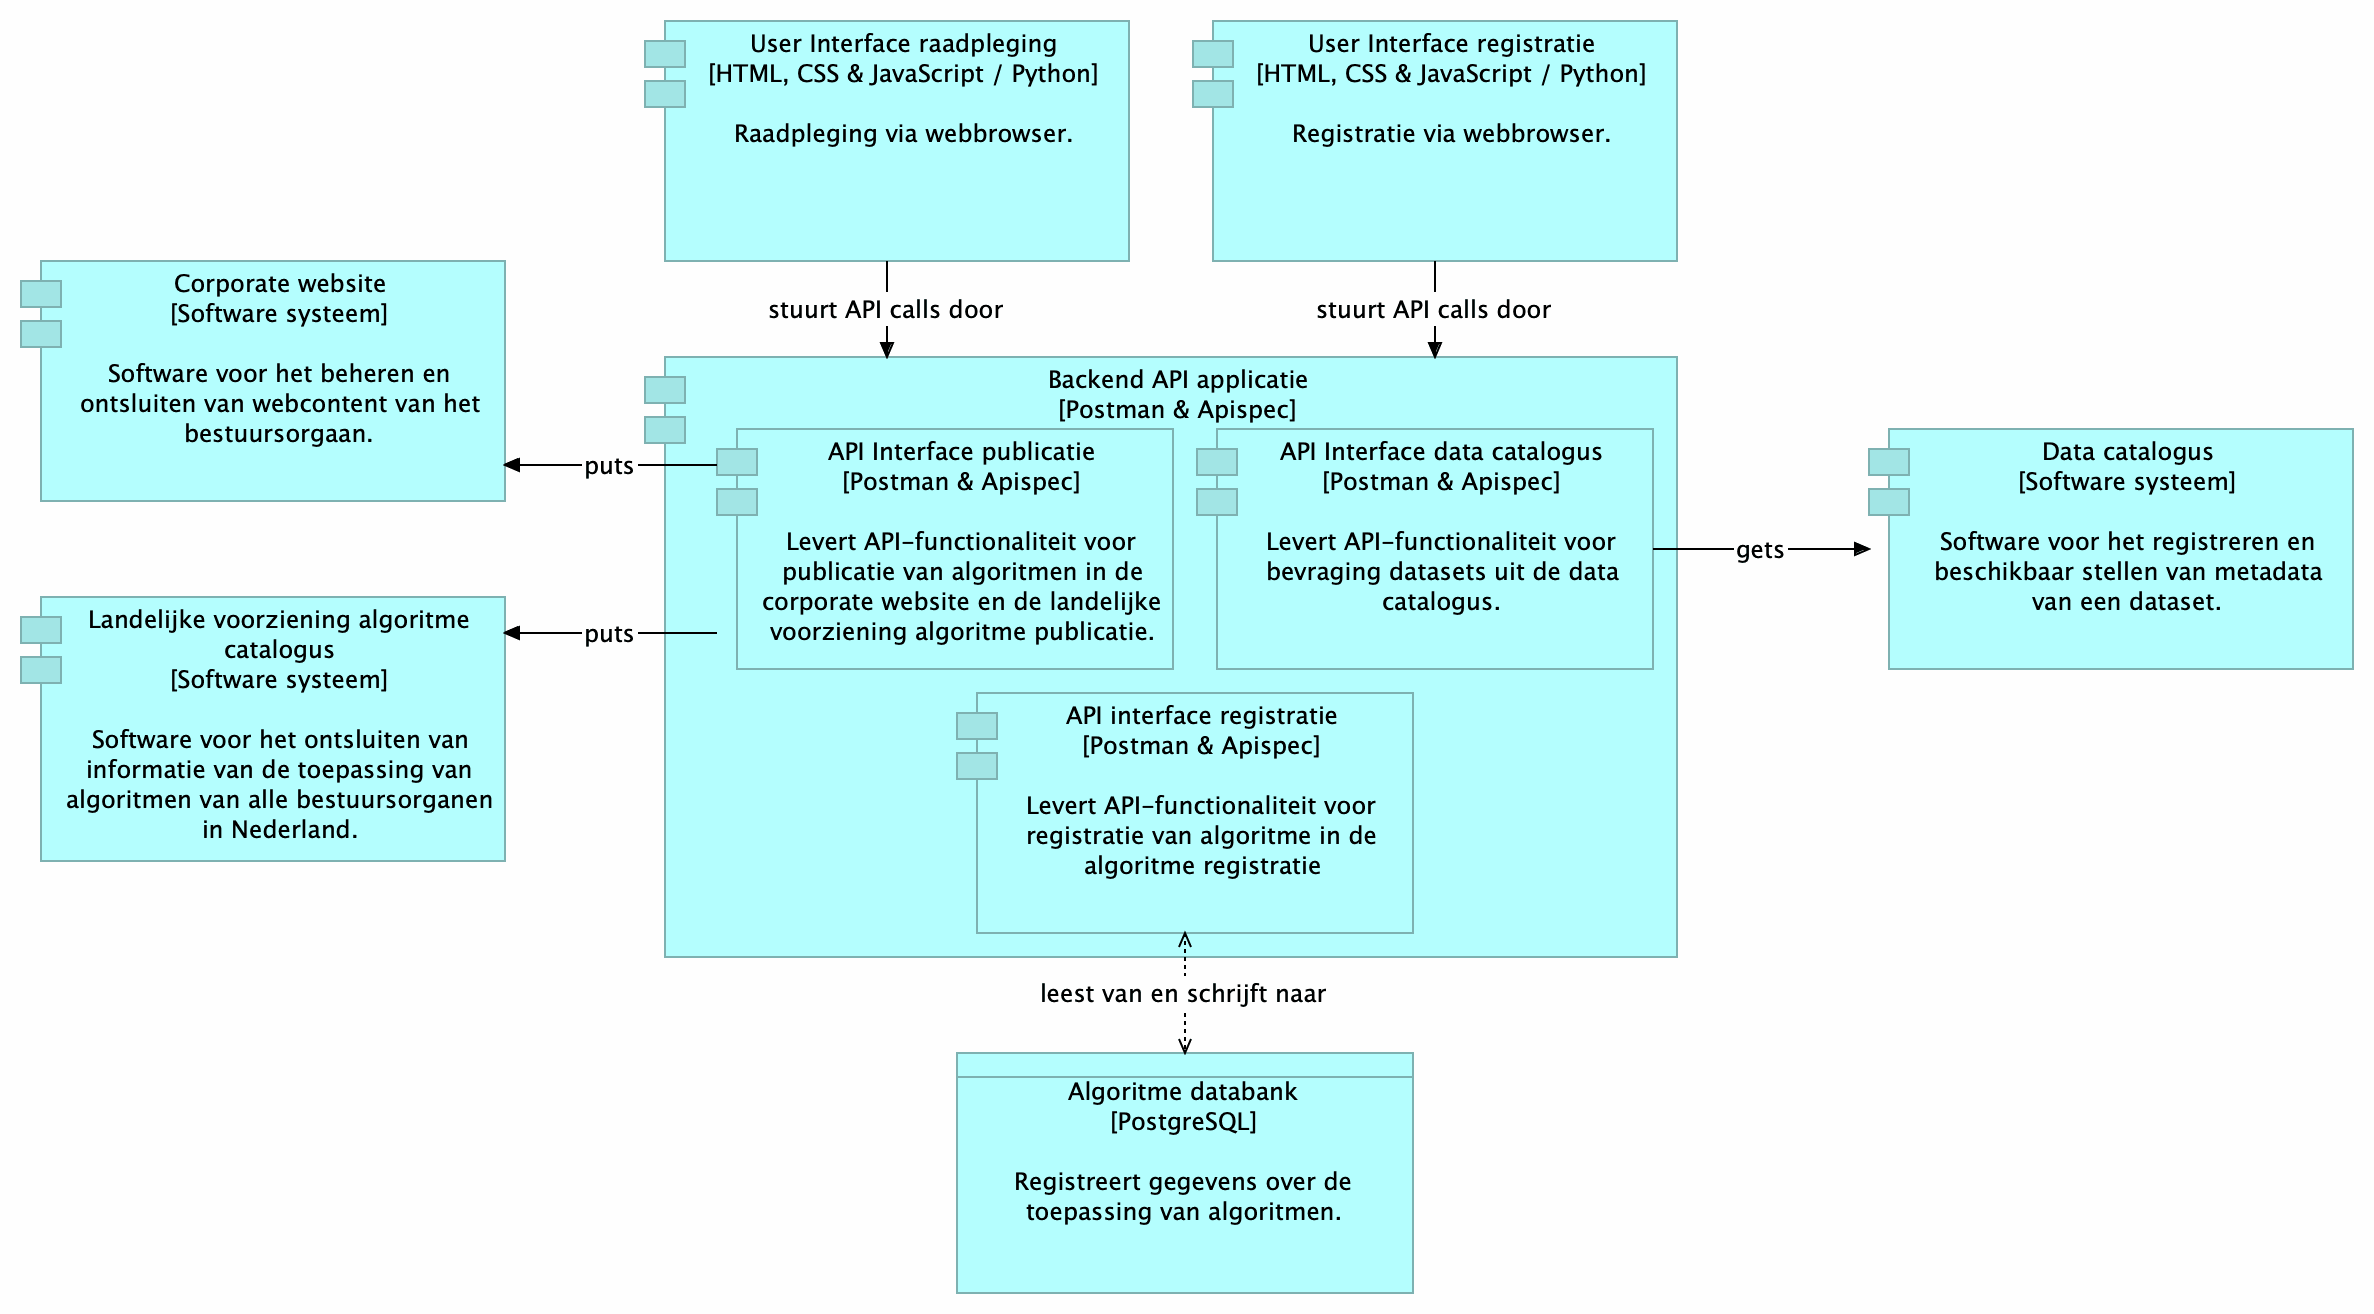 User Interface raadpleging
[HTML, CSS & JavaScript / Python]
Raadpleging via webbrowser.
User Interface registratie
[HTML, CSS & JavaScript / Python]
Registratie via webbrowser.
stuurt API calls door
stuurt API calls door
Corporate website
[Software systeem]
Software voor het beheren en
ontsluiten van webcontent van het
bestuursorgaan.
puts
Landelijke voorziening algoritme
catalogus
[Software systeem]
Software voor het ontsluiten van
informatie van de toepassing van
algoritmen van alle bestuursorganen
in Nederland.
puts
Backend API applicatie
[Postman & Apispec]
API Interface publicatie
[Postman & Apispec]
Levert API-functionaliteit voor
publicatie van algoritmen in de
corporate website en de landelijke
voorziening algoritme publicatie.
API Interface data catalogus
[Postman & Apispec]
Levert API-functionaliteit voor
bevraging datasets uit de data
catalogus.
gets
Data catalogus
[Software systeem]
Software voor het registreren en
beschikbaar stellen van metadata
van een dataset.
API interface registratie
[Postman & Apispec]
Levert API-functionaliteit voor
registratie van algoritme in de
algoritme registratie
leest van en schrijft naar
Algoritme databank
[PostgreSQL]
Registreert gegevens over de
toepassing van algoritmen.